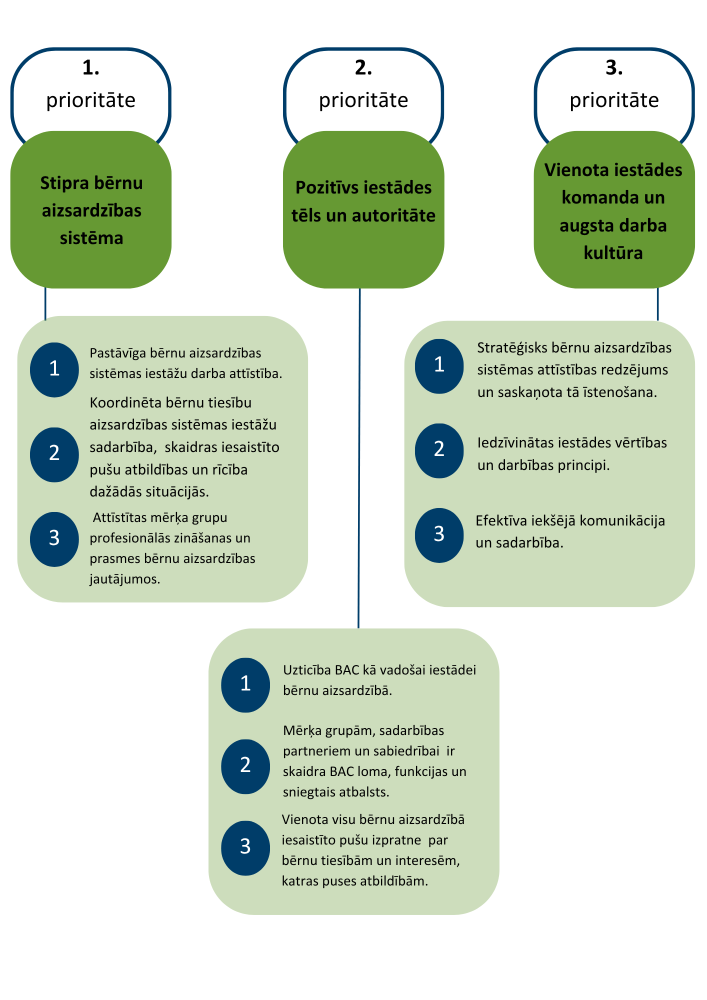 1.
prioritāte
Stipra bērnu
aizsardzības
sistēma
2.
prioritāte
Pozitīvs iestādes
tēls un autoritāte
3.
prioritāte
Vienota iestādes
komanda un
augsta darba
kultūra
1
Pastāvīga bērnu aizsardzības
sistēmas iestāžu darba attīstība.
2
Koordinēta bērnu tiesību
aizsardzības sistēmas iestāžu
sadarbība,  skaidras iesaistīto
pušu atbildības un rīcība
dažādās situācijās.
3
Attīstītas mērķa grupu
profesionālās zināšanas un
prasmes bērnu aizsardzības
jautājumos.
1
Stratēģisks bērnu aizsardzības
sistēmas attīstības redzējums
un saskaņota tā īstenošana.
2
Iedzīvinātas iestādes vērtības
un darbības principi.
3
Efektīva iekšējā komunikācija
un sadarbība.
1
Uzticība BAC kā vadošai iestādei
bērnu aizsardzībā.
2
Mērķa grupām, sadarbības
partneriem un sabiedrībai  ir
skaidra BAC loma, funkcijas un
sniegtais atbalsts.
3
Vienota visu bērnu aizsardzībā
iesaistīto pušu izpratne  par
bērnu tiesībām un interesēm,
katras puses atbildībām.